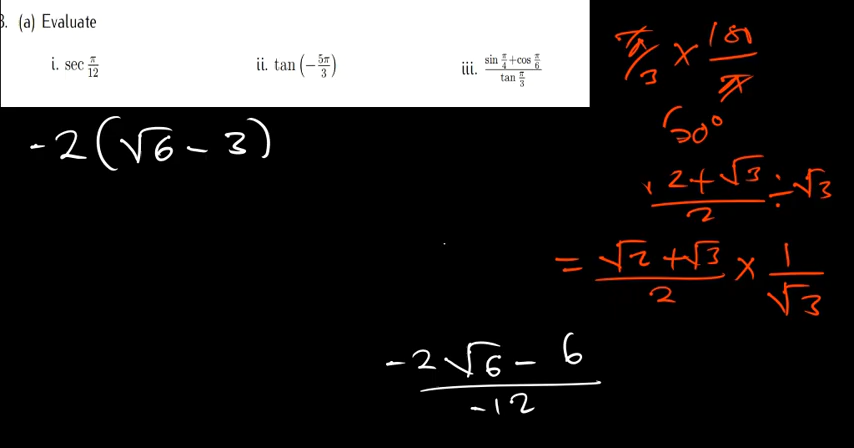 3. (a) Evaluate
i. sec π/12
ii. tan (−5π/3)
iii. (sin π/4 + cos π/6)/(tan π/3)
-2(√6 - 3)
π/3 × 180/π
60°
(2+√3)/2 ÷ √3
= (√2+√3)/2 × 1/√3
(-2√6 - 6)/(-12)